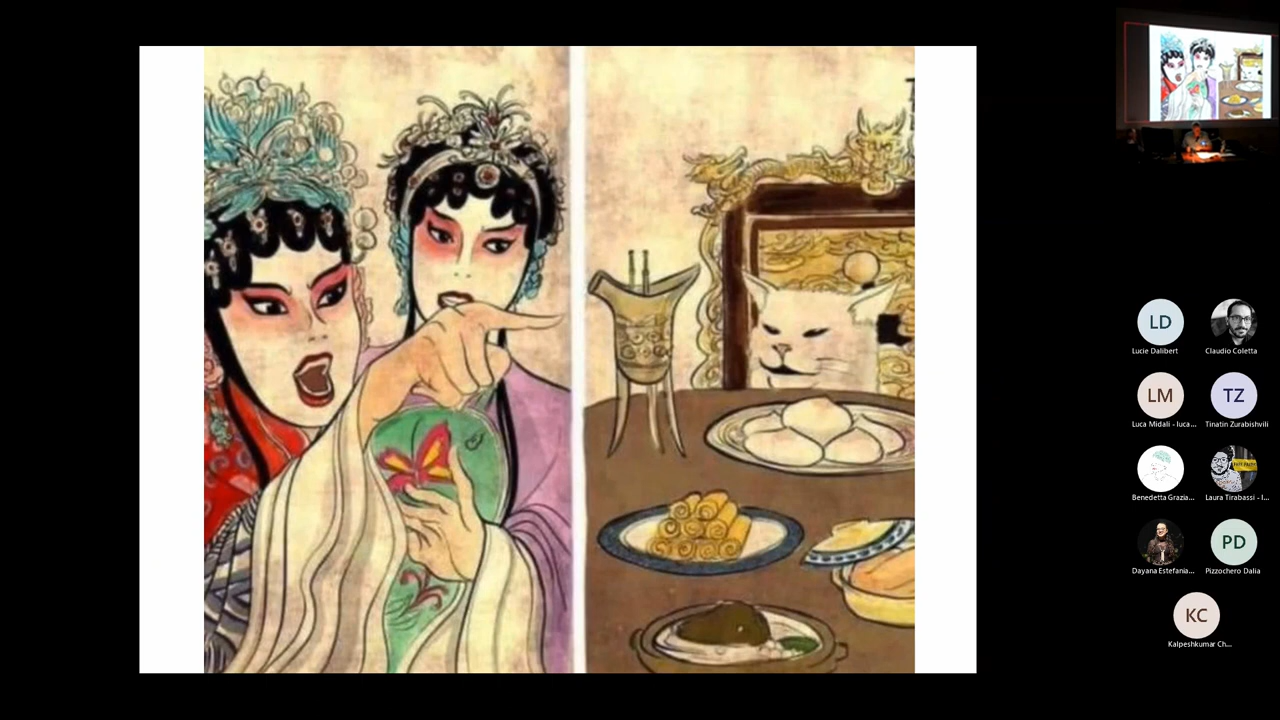 LD
Lucie Dalibert
Claudio Coletta
LM
TZ
Luca Midali - luca...
Tinatin Zurabishvili
Benedetta Grazia...
Laura Tirabassi - I...
Dayana Estefania...
PD
Pizzochero Dalia
KC
Kalpeshkumar Ch...